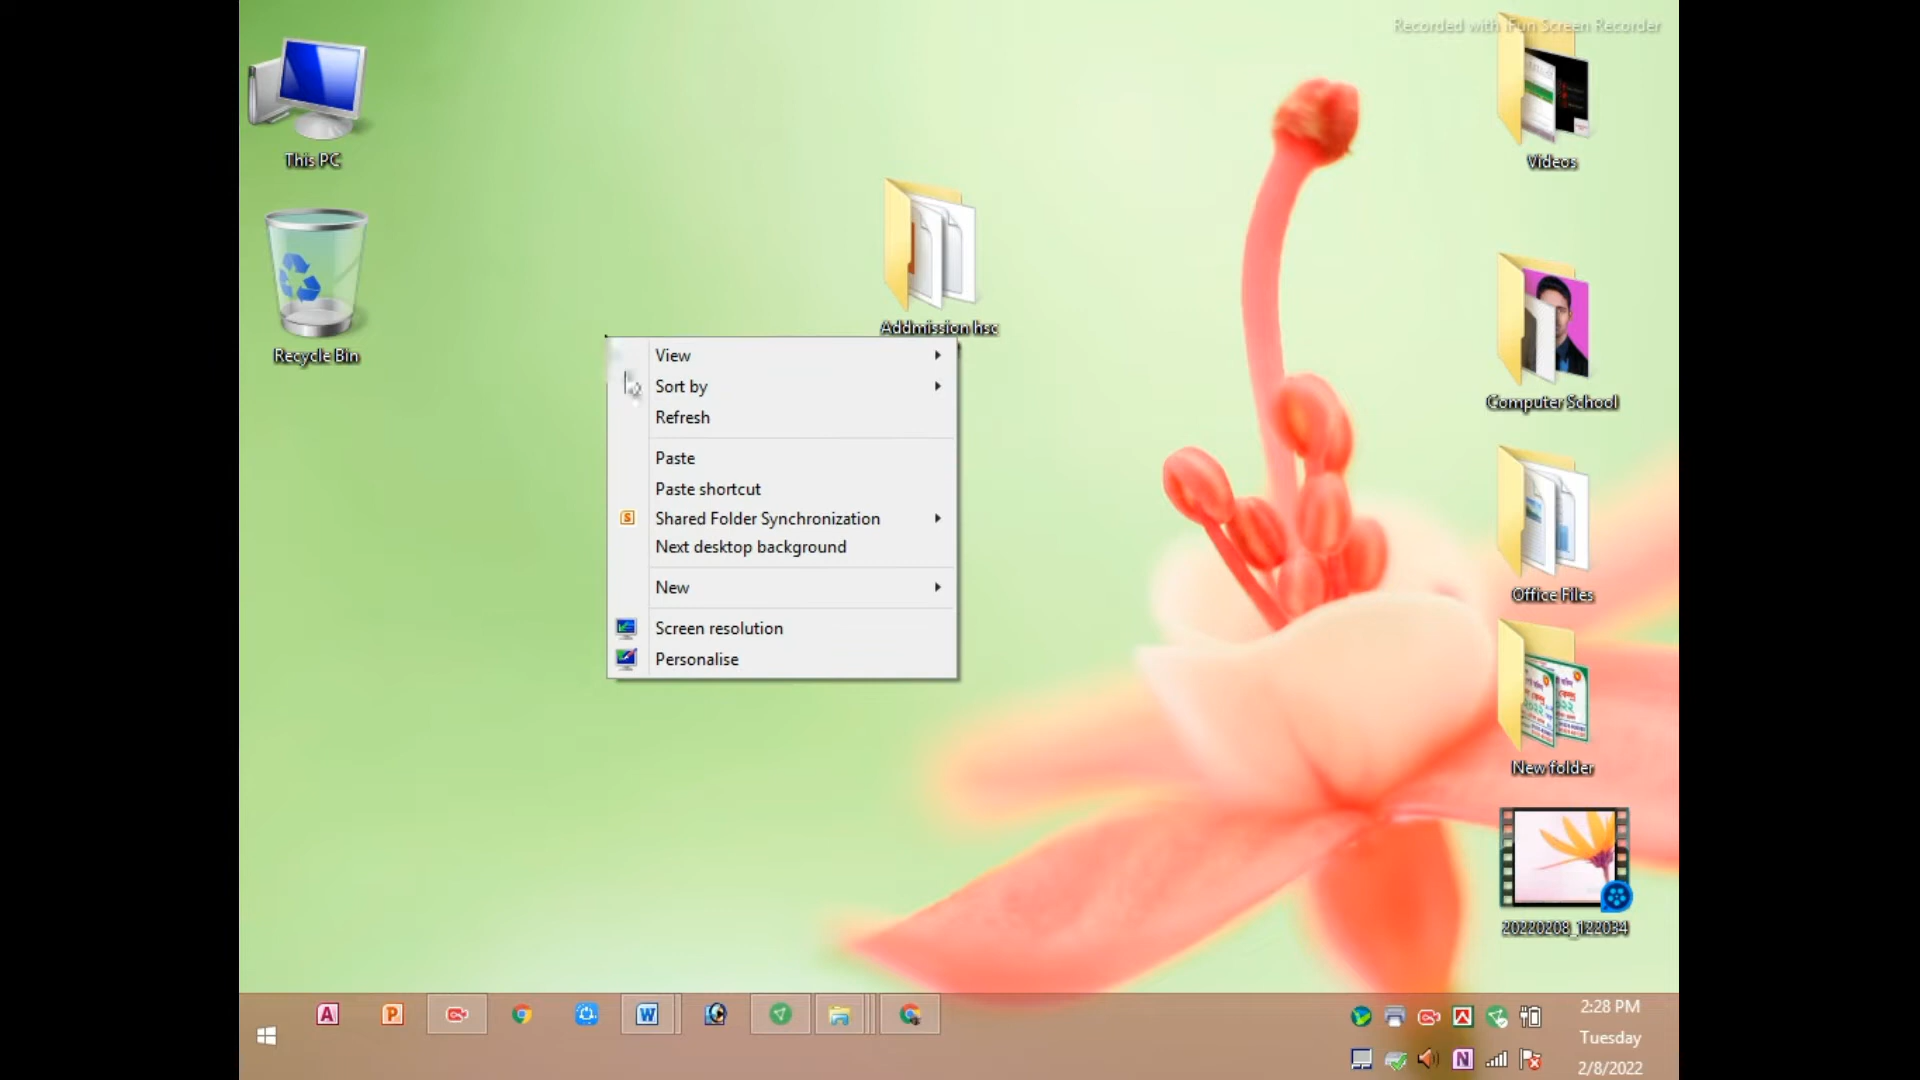 Recorded with iFun Screen Recorder
This PC
Recycle Bin
Addmission hsc
Videos
Computer School
Office Files
New folder
20220208_122034
View
Sort by
Refresh
Paste
Paste shortcut
Shared Folder Synchronization
Next desktop background
New
Screen resolution
Personalise
2:28 PM
Tuesday
2/8/2022